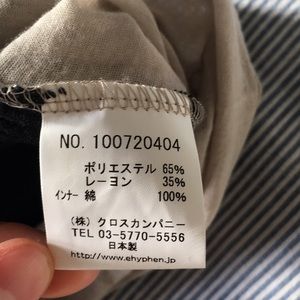 NO. 100720404
ポリエステル 65%
レーヨン 35%
インナー 綿 100%
(株) クロスカンパニー
TEL 03-5770-5556
日本製
http://www.ehyphen.jp